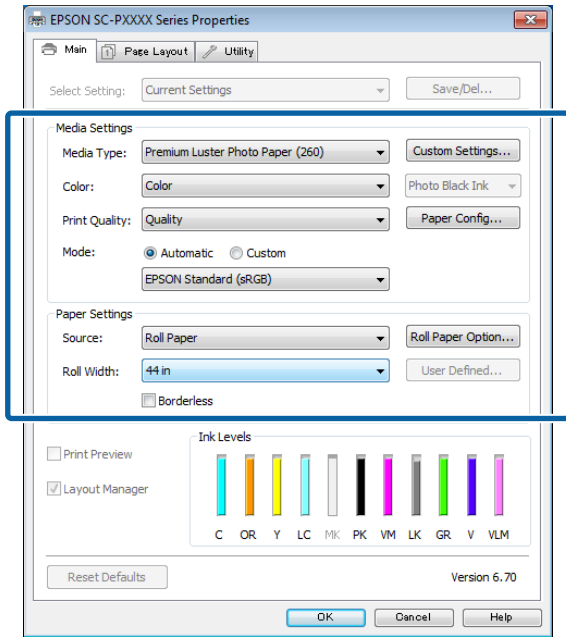 EPSON SC-PXXXX Series Properties
Main Page Layout Utility
Select Setting: Current Settings Save/Del...
Media Settings
Media Type: Premium Luster Photo Paper (260) Custom Settings...
Color: Color Photo Black Ink
Print Quality: Quality Paper Config...
Mode: Automatic Custom
EPSON Standard (sRGB)
Paper Settings
Source: Roll Paper Roll Paper Option...
Roll Width: 44 in User Defined...
Borderless
Print Preview
Layout Manager
Ink Levels
C OR Y LC MK PK VM LK GR V VLM
Reset Defaults Version 6.70
OK Cancel Help